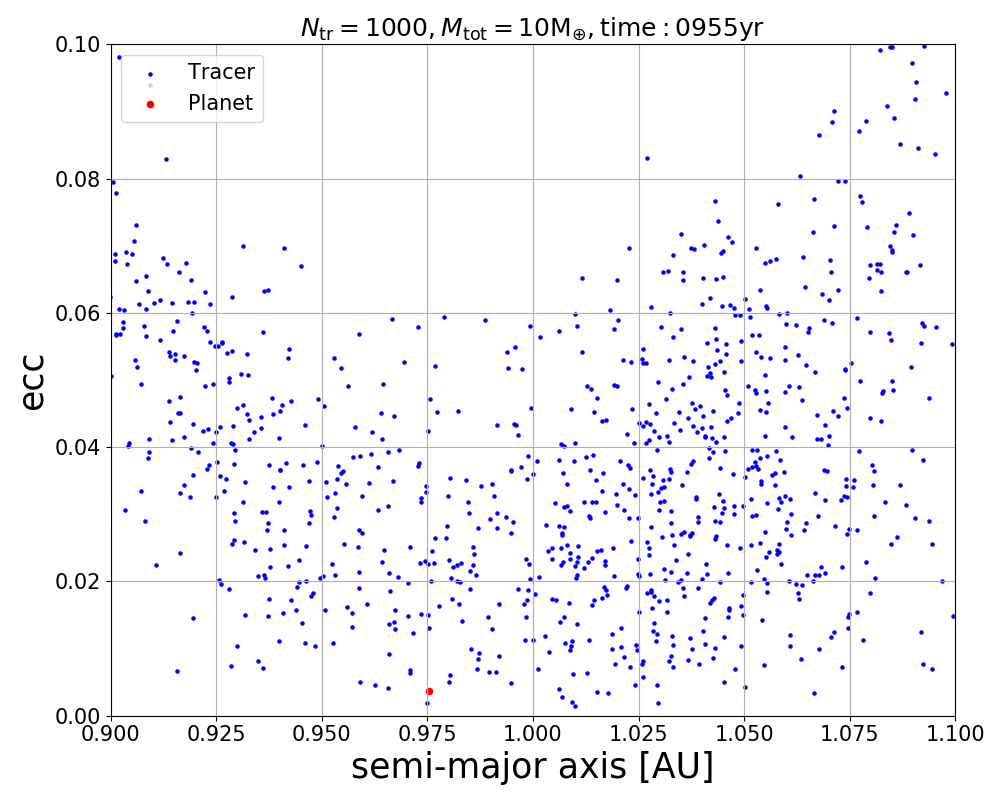 N_tr = 1000, M_tot = 10M_⊕, time : 0955yr
Tracer
Planet
0.10
0.08
0.06
0.04
0.02
0.00
ecc
0.900 0.925 0.950 0.975 1.000 1.025 1.050 1.075 1.100
semi-major axis [AU]